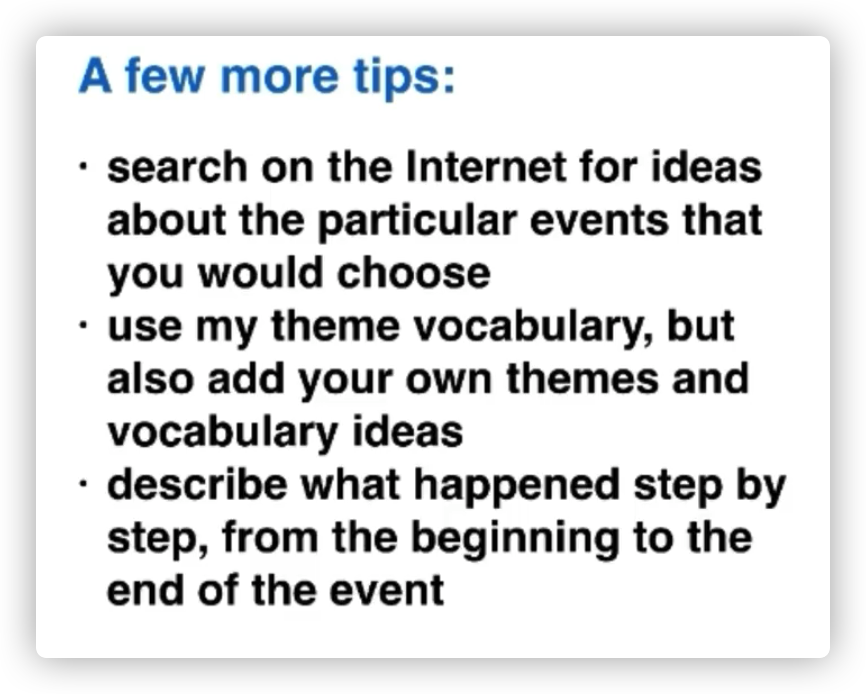 A few more tips:
· search on the Internet for ideas
about the particular events that
you would choose
· use my theme vocabulary, but
also add your own themes and
vocabulary ideas
· describe what happened step by
step, from the beginning to the
end of the event